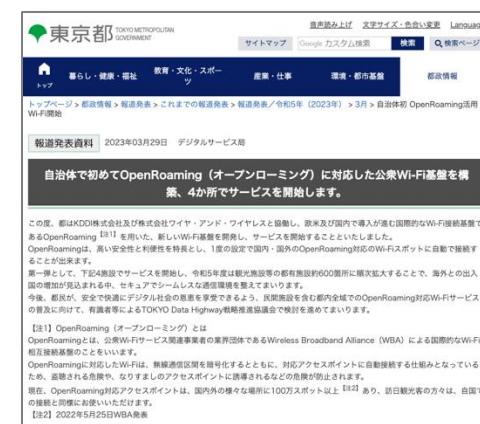 東京都 TOKYO METROPOLITAN
GOVERNMENT
音声読み上げ 文字サイズ・色合い変更 Language
サイトマップ Google カスタム検索 検索 検索ページ
トップ 暮らし・健康・福祉 教育・文化・スポー
ツ 産業・仕事 環境・都市基盤 都政情報
トップページ > 都政情報 > 報道発表 > これまでの報道発表 > 報道発表/令和5年(2023年) > 3月 > 自治体初 OpenRoaming活用
Wi-Fi開始
報道発表資料 2023年03月29日 デジタルサービス局
自治体で初めてOpenRoaming(オープンローミング)に対応した公衆Wi-Fi基盤を構
築、4か所でサービスを開始します。
この度、都はKDDI株式会社及び株式会社ワイヤ・アンド・ワイヤレスと協働し、欧米及び国内で導入が進む国際的なWi-Fi接続基盤で
あるOpenRoaming【注1】を用いた、新しいWi-Fi基盤を開発し、サービスを開始することといたしました。
OpenRoamingは、高い安全性と利便性を特長とし、1度の設定で国内・国外のOpenRoaming対応のWi-Fiスポットに自動で接続す
ることが出来ます。
第一弾として、下記4施設でサービスを開始し、令和5年度は観光施設等の都有施設約600箇所に順次拡大することで、海外との出入
国の増加が見込まれる中、セキュアでシームレスな通信環境を整えてまいります。
今後、都民が、安全で快適にデジタル社会の恩恵を享受できるよう、民間施設を含む都内全域でのOpenRoaming対応Wi-Fiサービス
の普及に向けて、有識者等によるTOKYO Data Highway戦略推進協議会で検討を進めてまいります。
【注1】OpenRoaming(オープンローミング)とは
OpenRoamingとは、公衆Wi-Fiサービス関連事業者の業界団体であるWireless Broadband Alliance(WBA)による国際的なWi-Fi
相互接続基盤のことをいいます。
OpenRoamingに対応したWi-Fiは、無線通信区間を暗号化するとともに、対応アクセスポイントに自動接続する仕組みとなっている
ため、盗聴される危険や、なりすましのアクセスポイントに誘導されるなどの危険が防止されます。
現在、OpenRoaming対応アクセスポイントは、国内外の様々な場所に100万スポット以上【注2】あり、訪日観光客の方々は、自国で
の接続と同様にお使いいただけます。
【注2】2022年5月25日WBA発表